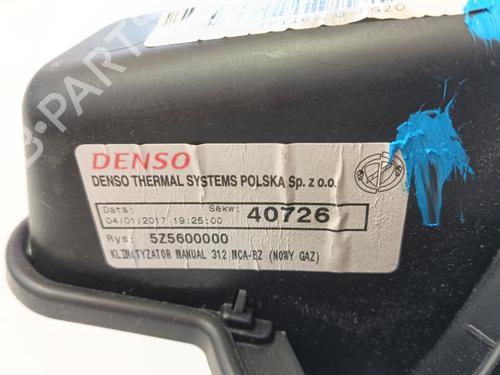 DENSO
DENSO THERMAL SYSTEMS POLSKA Sp. z o.o.
Data: Sekw: 40726
04/01/2017 19:25:00
Rys: 5Z5600000
KLIMATYZATOR MANUAL 312 MCA-BZ (NOWY GAZ)
B-PARTS